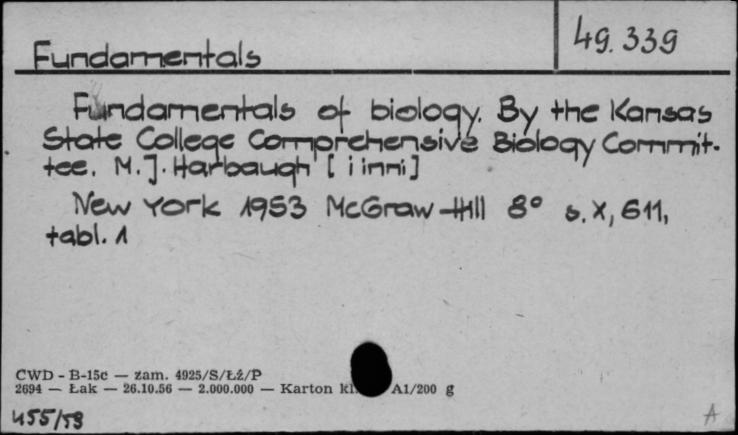 49.339
Fundamentals
Fundamentals of biology. By the Kansas
State College Comprehensive Biology Commit-
tee. M.J. Harbaugh [i inni]
New York 1953 McGraw-Hill 8° s. X, 611,
tabl. 1
CWD - B-15c — zam. 4925/S/Łź/P
2694 — Łak — 26.10.56 — 2.000.000 — Karton kl. A1/200 g
455/59
A